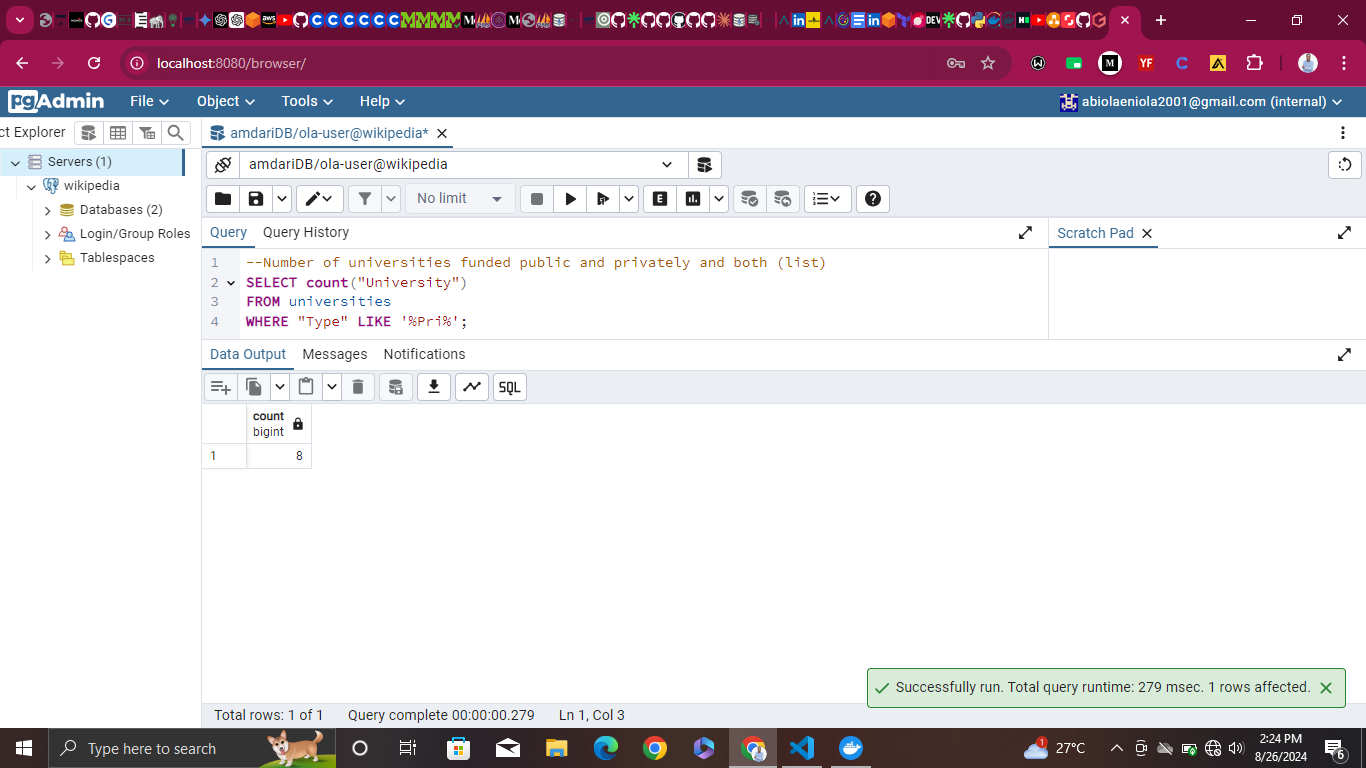 localhost:8080/browser/
pgAdmin File Object Tools Help abiolaeniola2001@gmail.com (internal)
ct Explorer
amdariDB/ola-user@wikipedia*
Servers (1)
wikipedia
Databases (2)
Login/Group Roles
Tablespaces
amdariDB/ola-user@wikipedia
No limit
E
Query Query History
Scratch Pad
1 --Number of universities funded public and privately and both (list)
2 SELECT count("University")
3 FROM universities
4 WHERE "Type" LIKE '%Pri%';
Data Output Messages Notifications
SQL
count
bigint
1 8
Successfully run. Total query runtime: 279 msec. 1 rows affected.
Total rows: 1 of 1 Query complete 00:00:00.279 Ln 1, Col 3
Type here to search
1
27°C
2:24 PM
8/26/2024
6